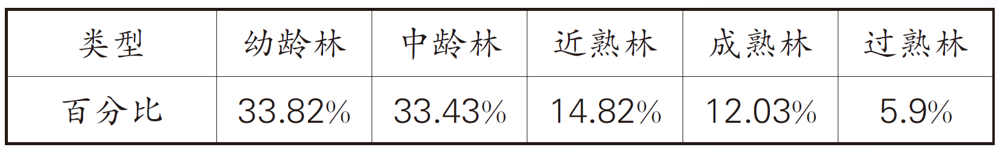 类型 幼龄林 中龄林 近熟林 成熟林 过熟林
百分比 33.82% 33.43% 14.82% 12.03% 5.9%